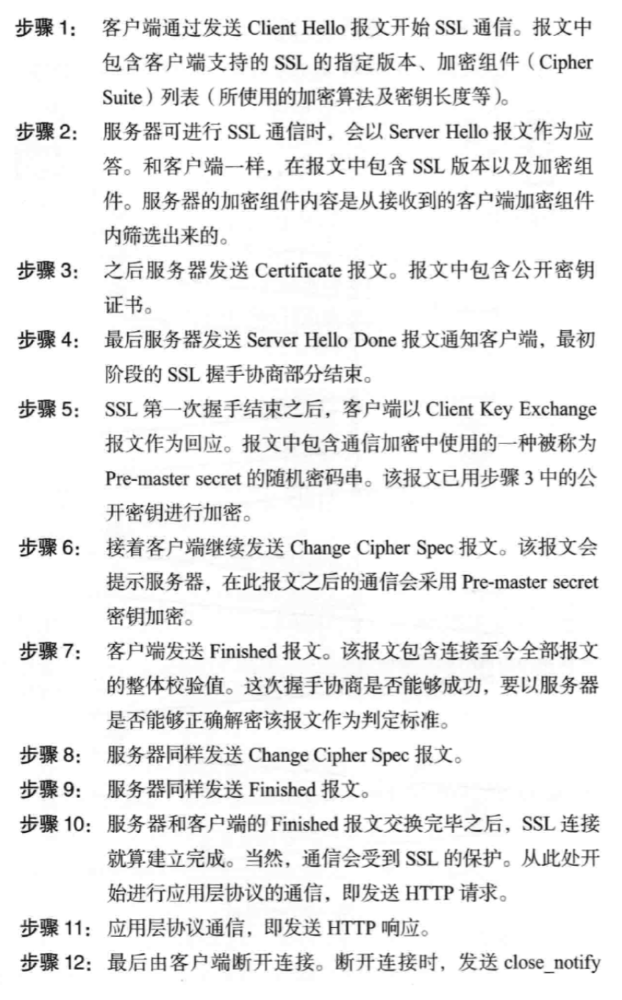 步骤 1： 客户端通过发送 Client Hello 报文开始 SSL 通信。报文中
包含客户端支持的 SSL 的指定版本、加密组件（Cipher
Suite）列表（所使用的加密算法及密钥长度等）。
步骤 2： 服务器可进行 SSL 通信时，会以 Server Hello 报文作为应
答。和客户端一样，在报文中包含 SSL 版本以及加密组
件。服务器的加密组件内容是从接收到的客户端加密组件
内筛选出来的。
步骤 3： 之后服务器发送 Certificate 报文。报文中包含公开密钥
证书。
步骤 4： 最后服务器发送 Server Hello Done 报文通知客户端，最初
阶段的 SSL 握手协商部分结束。
步骤 5： SSL 第一次握手结束之后，客户端以 Client Key Exchange
报文作为回应。报文中包含通信加密中使用的一种被称为
Pre-master secret 的随机密码串。该报文已用步骤 3 中的公
开密钥进行加密。
步骤 6： 接着客户端继续发送 Change Cipher Spec 报文。该报文会
提示服务器，在此报文之后的通信会采用 Pre-master secret
密钥加密。
步骤 7： 客户端发送 Finished 报文。该报文包含连接至今全部报文
的整体校验值。这次握手协商是否能够成功，要以服务器
是否能够正确解密该报文作为判定标准。
步骤 8： 服务器同样发送 Change Cipher Spec 报文。
步骤 9： 服务器同样发送 Finished 报文。
步骤 10： 服务器和客户端的 Finished 报文交换完毕之后，SSL 连接
就算建立完成。当然，通信会受到 SSL 的保护。从此处开
始进行应用层协议的通信，即发送 HTTP 请求。
步骤 11： 应用层协议通信，即发送 HTTP 响应。
步骤 12： 最后由客户端断开连接。断开连接时，发送 close_notify